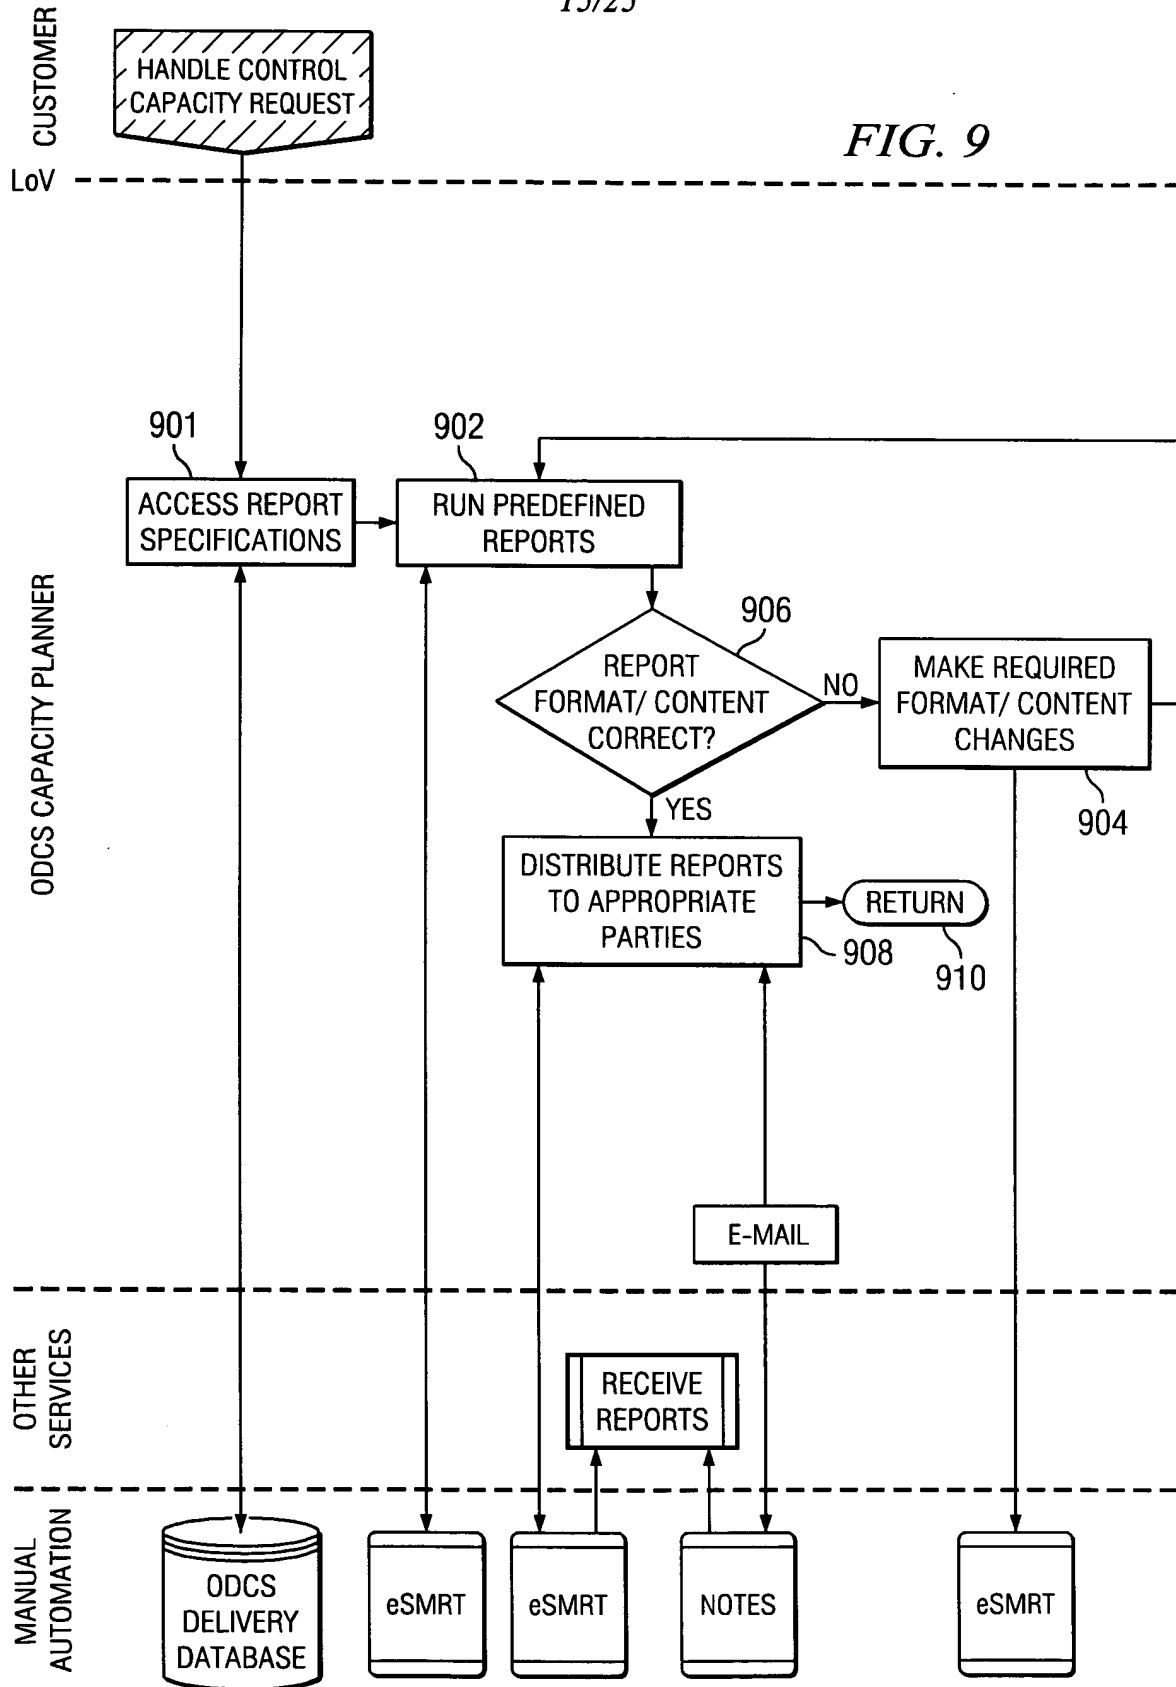 15/25
CUSTOMER
HANDLE CONTROL
CAPACITY REQUEST
FIG. 9
LoV
901
902
ACCESS REPORT
SPECIFICATIONS
RUN PREDEFINED
REPORTS
ODCS CAPACITY PLANNER
906
REPORT
FORMAT/ CONTENT
CORRECT?
NO
MAKE REQUIRED
FORMAT/ CONTENT
CHANGES
904
YES
DISTRIBUTE REPORTS
TO APPROPRIATE
PARTIES
908
RETURN
910
E-MAIL
OTHER
SERVICES
RECEIVE
REPORTS
MANUAL
AUTOMATION
ODCS
DELIVERY
DATABASE
eSMRT
eSMRT
NOTES
eSMRT